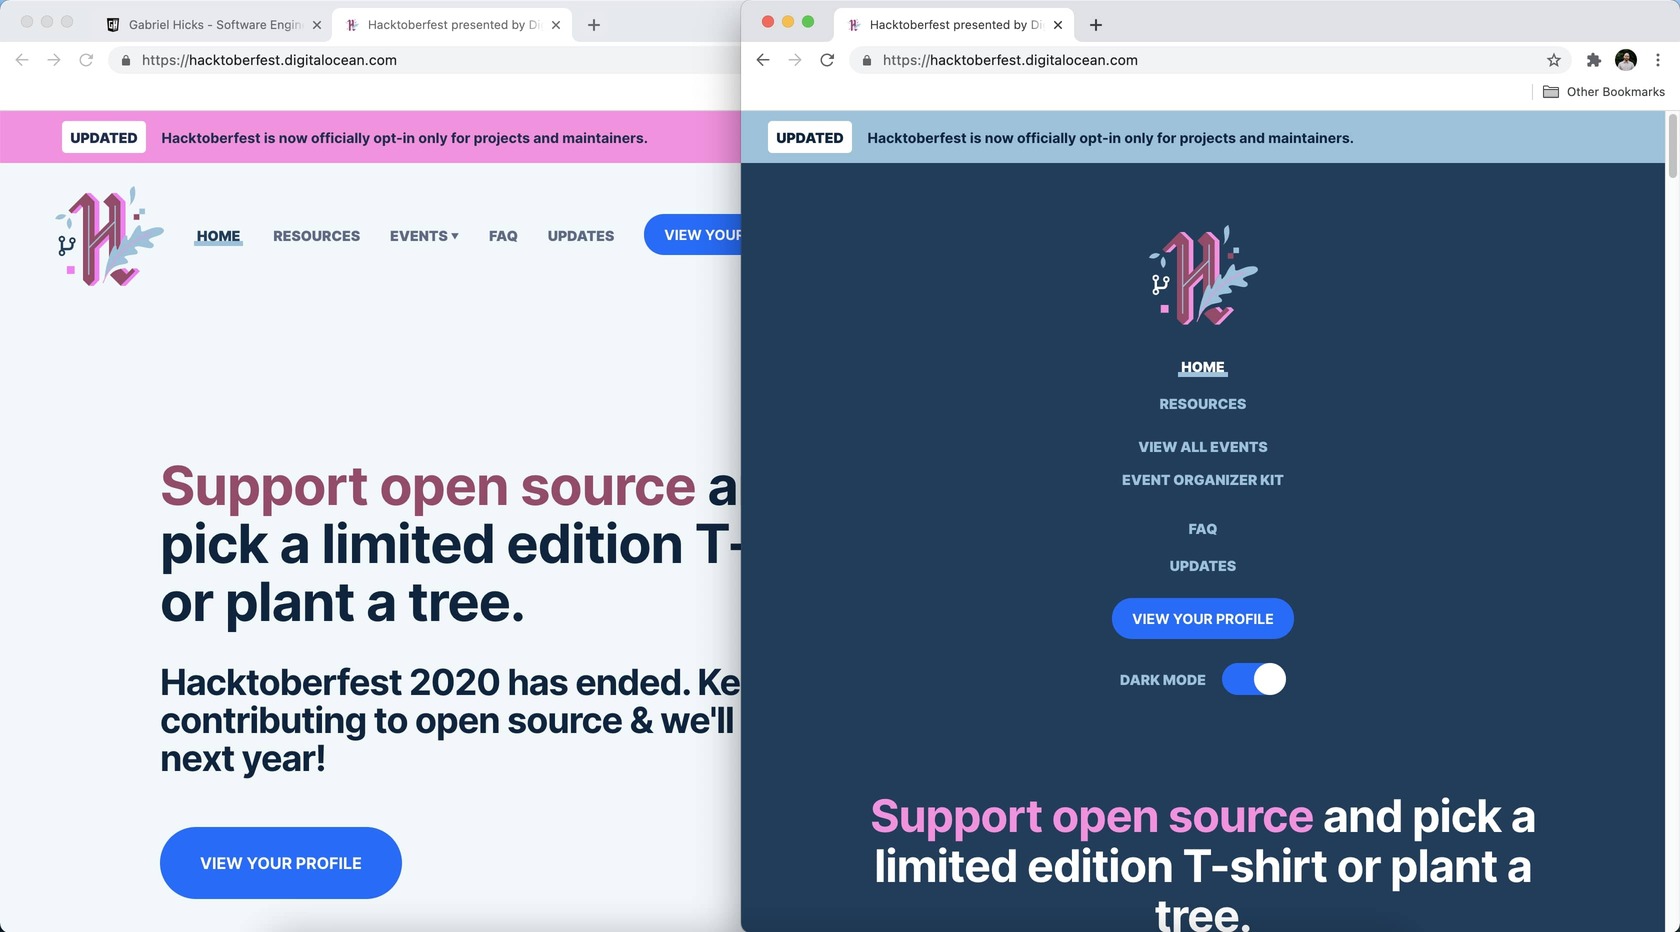 Gabriel Hicks - Software Engin
Hacktoberfest presented by Di
https://hacktoberfest.digitalocean.com
UPDATED Hacktoberfest is now officially opt-in only for projects and maintainers.
HOME RESOURCES EVENTS ▾ FAQ UPDATES VIEW YOUR
Support open source a
pick a limited edition T-
or plant a tree.
Hacktoberfest 2020 has ended. Ke
contributing to open source & we'll
next year!
VIEW YOUR PROFILE
Hacktoberfest presented by Di
https://hacktoberfest.digitalocean.com
Other Bookmarks
UPDATED Hacktoberfest is now officially opt-in only for projects and maintainers.
HOME
RESOURCES
VIEW ALL EVENTS
EVENT ORGANIZER KIT
FAQ
UPDATES
VIEW YOUR PROFILE
DARK MODE
Support open source and pick a
limited edition T-shirt or plant a
tree.